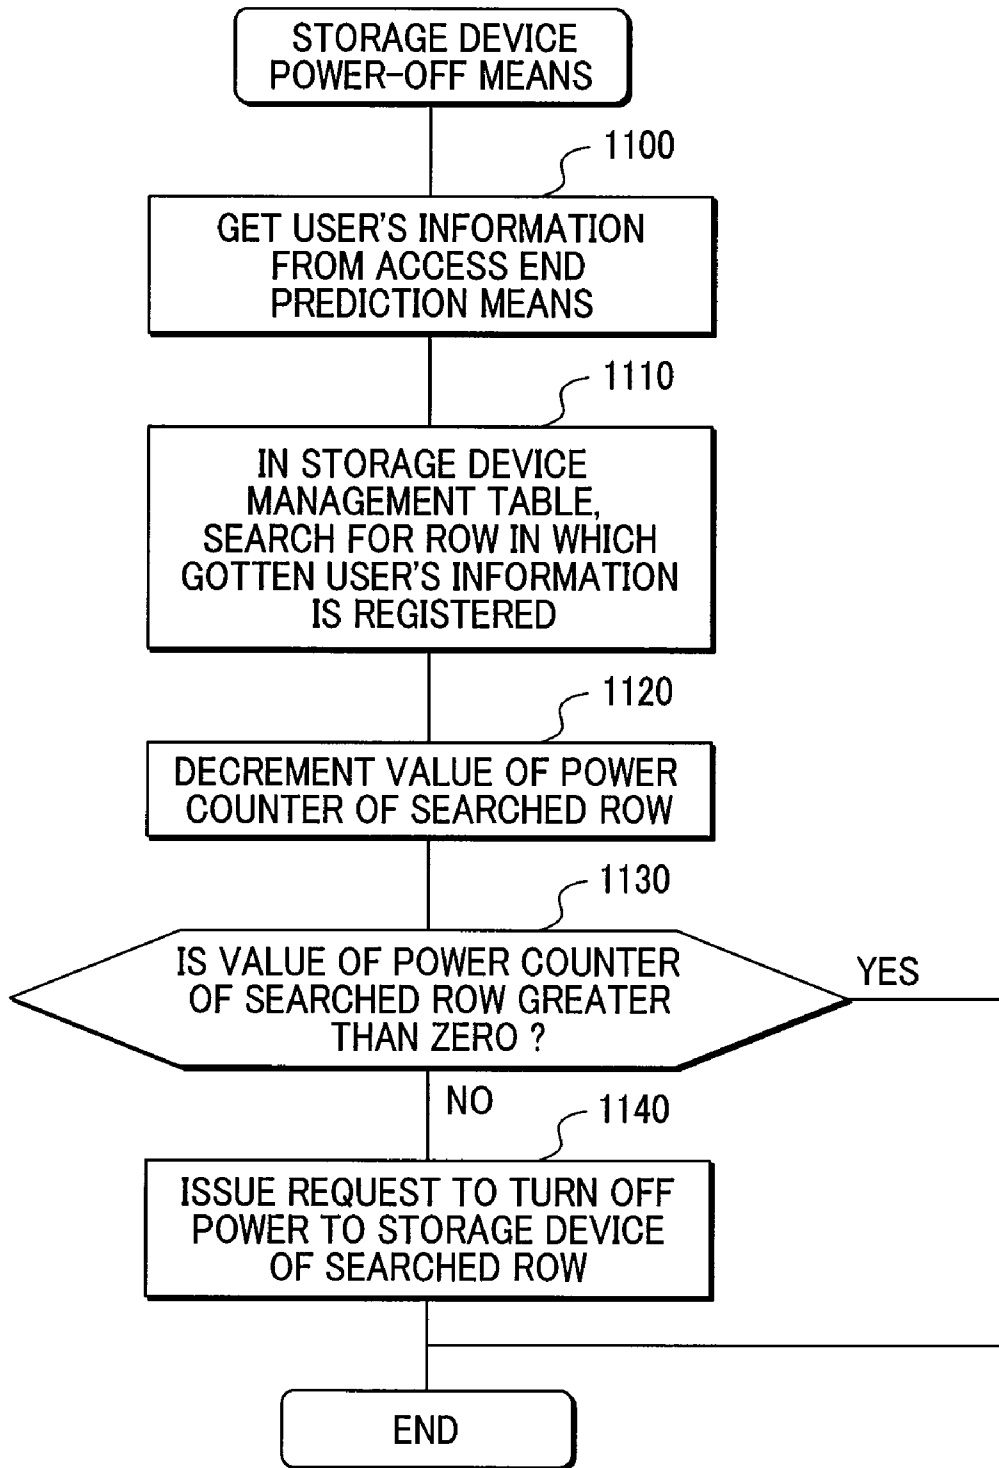 STORAGE DEVICE
POWER-OFF MEANS
1100
GET USER'S INFORMATION
FROM ACCESS END
PREDICTION MEANS
1110
IN STORAGE DEVICE
MANAGEMENT TABLE,
SEARCH FOR ROW IN WHICH
GOTTEN USER'S INFORMATION
IS REGISTERED
1120
DECREMENT VALUE OF POWER
COUNTER OF SEARCHED ROW
1130
IS VALUE OF POWER COUNTER
OF SEARCHED ROW GREATER
THAN ZERO ?
YES
NO
1140
ISSUE REQUEST TO TURN OFF
POWER TO STORAGE DEVICE
OF SEARCHED ROW
END